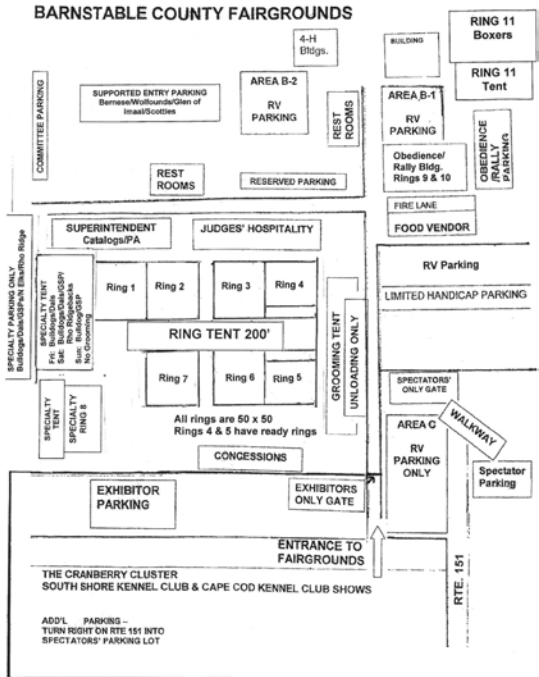 BARNSTABLE COUNTY FAIRGROUNDS
4-H
Bldgs.
BUILDING
RING 11
Boxers
RING 11
Tent
COMMITTEE PARKING
SUPPORTED ENTRY PARKING
Bernese/Wolfounds/Glen of
Imaal/Scotties
AREA B-2
RV
PARKING
REST
ROOMS
AREA B-1
RV
PARKING
OBEDIENCE
/RALLY
PARKING
REST
ROOMS
RESERVED PARKING
Obedience/
Rally Bldg.
Rings 9 & 10
FIRE LANE
FOOD VENDOR
SPECIALTY PARKING ONLY
Bulldogs/Dals/GSPs/N Elks/Rho Ridge
SUPERINTENDENT
Catalogs/PA
JUDGES' HOSPITALITY
SPECIALTY TENT
Fri: Bulldogs/Dals
Sat: Bulldogs/Dals/GSP/
Rho Ridgebacks
Sun: Bulldog/GSP
No Grooming
Ring 1
Ring 2
Ring 3
Ring 4
RING TENT 200'
Ring 7
Ring 6
Ring 5
GROOMING TENT
UNLOADING ONLY
RV Parking
LIMITED HANDICAP PARKING
SPECIALTY
TENT
SPECIALTY
RING 8
All rings are 50 x 50
Rings 4 & 5 have ready rings
CONCESSIONS
SPECTATORS'
ONLY GATE
AREA C
RV
PARKING
ONLY
WALKWAY
Spectator
Parking
EXHIBITOR
PARKING
EXHIBITORS
ONLY GATE
ENTRANCE TO
FAIRGROUNDS
RTE. 151
THE CRANBERRY CLUSTER
SOUTH SHORE KENNEL CLUB & CAPE COD KENNEL CLUB SHOWS
ADD'L PARKING –
TURN RIGHT ON RTE 151 INTO
SPECTATORS' PARKING LOT